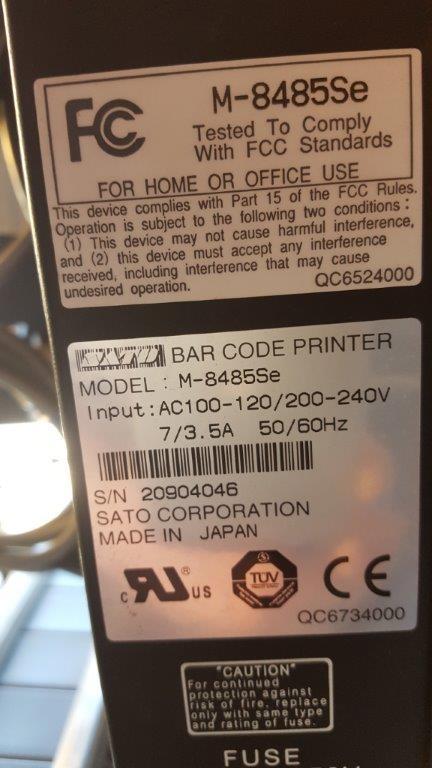 FC
M-8485Se
Tested To Comply
With FCC Standards
FOR HOME OR OFFICE USE
This device complies with Part 15 of the FCC Rules.
Operation is subject to the following two conditions :
(1) This device may not cause harmful interference,
and (2) this device must accept any interference
received, including interference that may cause
undesired operation.
QC6524000
BAR CODE PRINTER
MODEL : M-8485Se
Input:AC100-120/200-240V
7/3.5A 50/60Hz
S/N 20904046
SATO CORPORATION
MADE IN JAPAN
c RU ® US
TÜV
CE
QC6734000
"CAUTION"
For continued
protection against
risk of fire, replace
only with same type
and rating of fuse.
FUSE